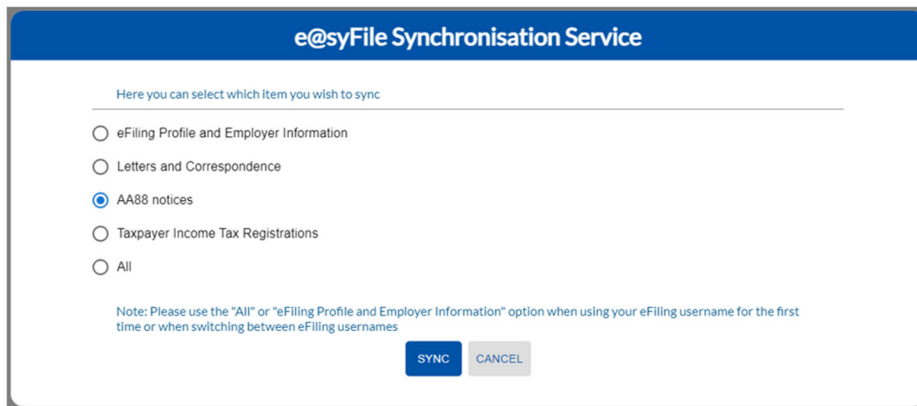 e@syFile Synchronisation Service
Here you can select which item you wish to sync
eFiling Profile and Employer Information
Letters and Correspondence
AA88 notices
Taxpayer Income Tax Registrations
All
Note: Please use the "All" or "eFiling Profile and Employer Information" option when using your eFiling username for the first
time or when switching between eFiling usernames
SYNC CANCEL